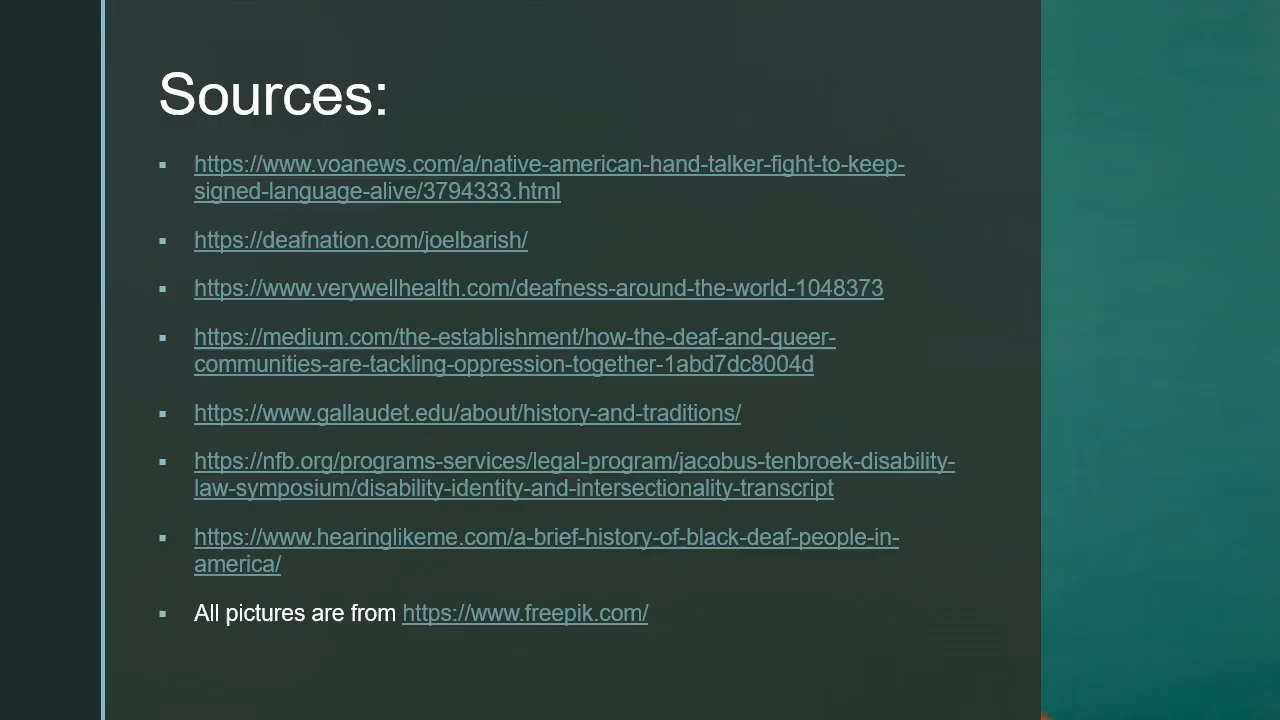 Sources:
https://www.voanews.com/a/native-american-hand-talker-fight-to-keep-
signed-language-alive/3794333.html
https://deafnation.com/joelbarish/
https://www.verywellhealth.com/deafness-around-the-world-1048373
https://medium.com/the-establishment/how-the-deaf-and-queer-
communities-are-tackling-oppression-together-1abd7dc8004d
https://www.gallaudet.edu/about/history-and-traditions/
https://nfb.org/programs-services/legal-program/jacobus-tenbroek-disability-
law-symposium/disability-identity-and-intersectionality-transcript
https://www.hearinglikeme.com/a-brief-history-of-black-deaf-people-in-
america/
All pictures are from https://www.freepik.com/